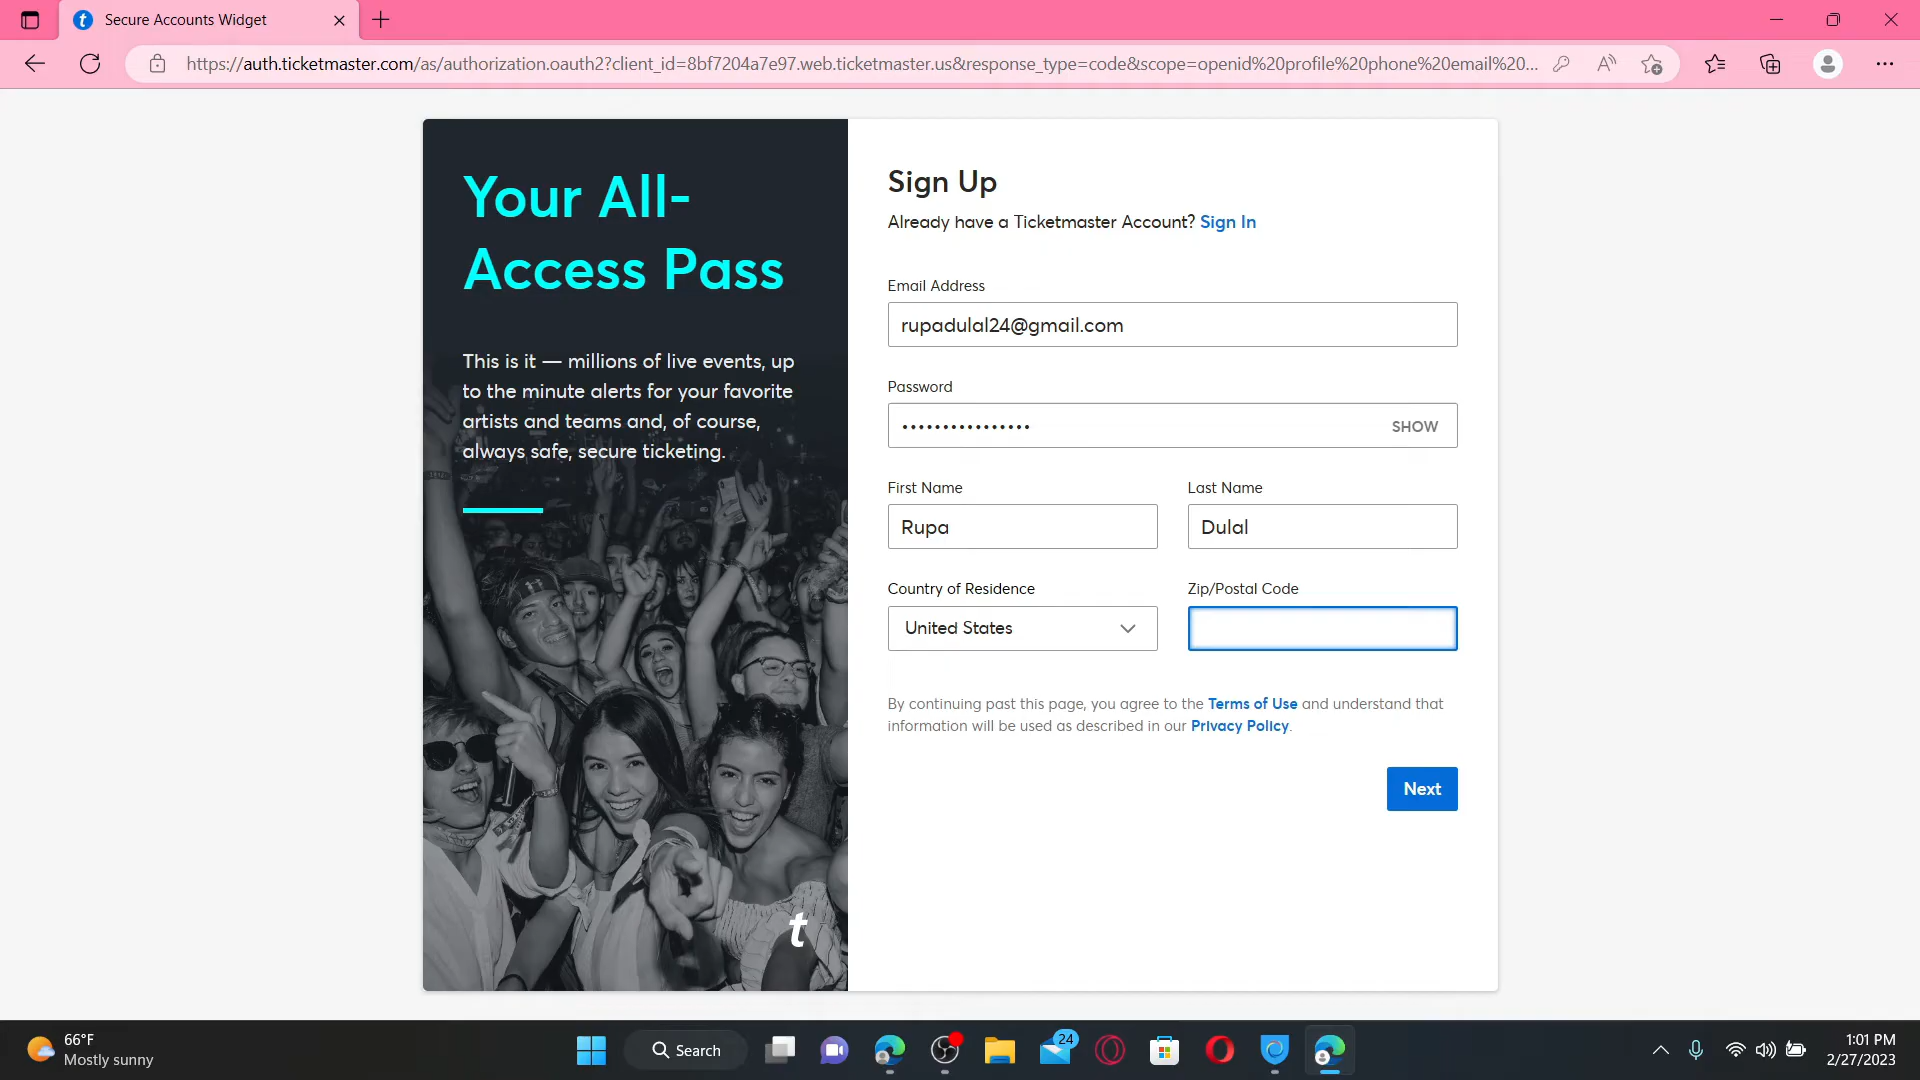 Secure Accounts Widget
https://auth.ticketmaster.com/as/authorization.oauth2?client_id=8bf7204a7e97.web.ticketmaster.us&response_type=code&scope=openid%20profile%20phone%20email%20...
Your All-
Access Pass
This is it — millions of live events, up
to the minute alerts for your favorite
artists and teams and, of course,
always safe, secure ticketing.
t
Sign Up
Already have a Ticketmaster Account? Sign In
Email Address
rupadulal24@gmail.com
Password
•••••••••••••••• SHOW
First Name Last Name
Rupa Dulal
Country of Residence Zip/Postal Code
United States
By continuing past this page, you agree to the Terms of Use and understand that
information will be used as described in our Privacy Policy.
Next
66°F
Mostly sunny
Search
24
1:01 PM
2/27/2023